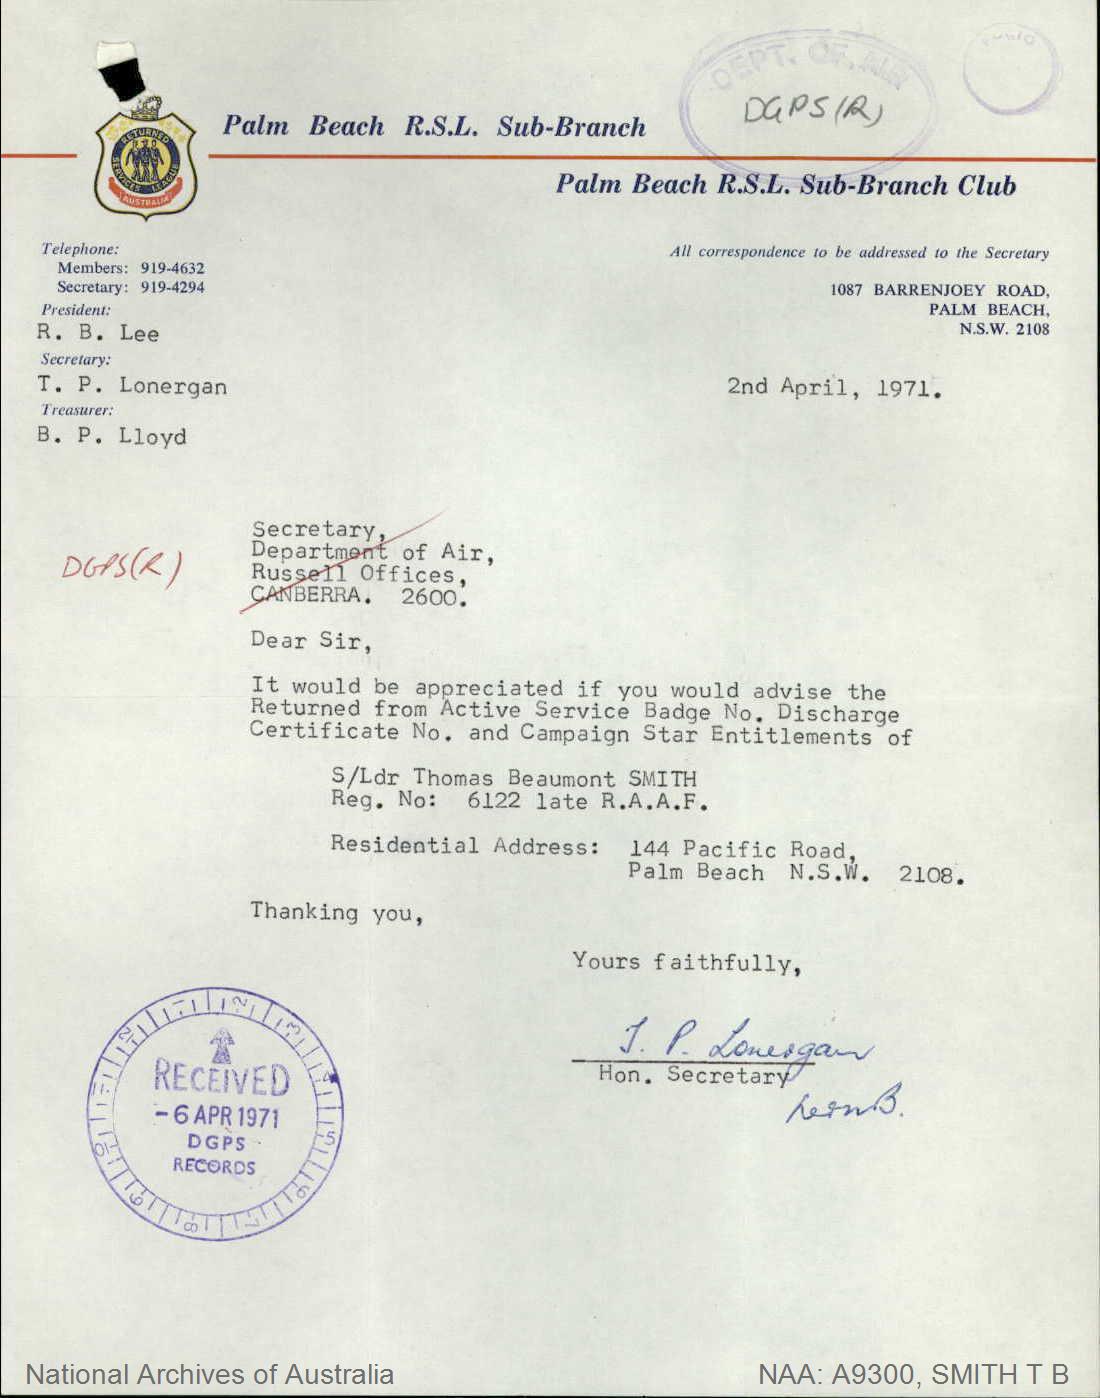 DEPT. OF AIR
DGPS(R)
Palm Beach R.S.L. Sub-Branch
Palm Beach R.S.L. Sub-Branch Club
RETURNED
SERVICES LEAGUE
AUSTRALIA
Telephone:
Members: 919-4632
Secretary: 919-4294
President:
R. B. Lee
Secretary:
T. P. Lonergan
Treasurer:
B. P. Lloyd
All correspondence to be addressed to the Secretary
1087 BARRENJOEY ROAD,
PALM BEACH,
N.S.W. 2108
2nd April, 1971.
DGPS(R)
Secretary,
Department of Air,
Russell Offices,
CANBERRA. 2600.
Dear Sir,
It would be appreciated if you would advise the
Returned from Active Service Badge No. Discharge
Certificate No. and Campaign Star Entitlements of
S/Ldr Thomas Beaumont SMITH
Reg. No: 6122 late R.A.A.F.
Residential Address: 144 Pacific Road,
Palm Beach N.S.W. 2108.
Thanking you,
Yours faithfully,
T. P. Lonergan
Hon. Secretary
RECEIVED
-6 APR 1971
DGPS
RECORDS
National Archives of Australia
NAA: A9300, SMITH T B